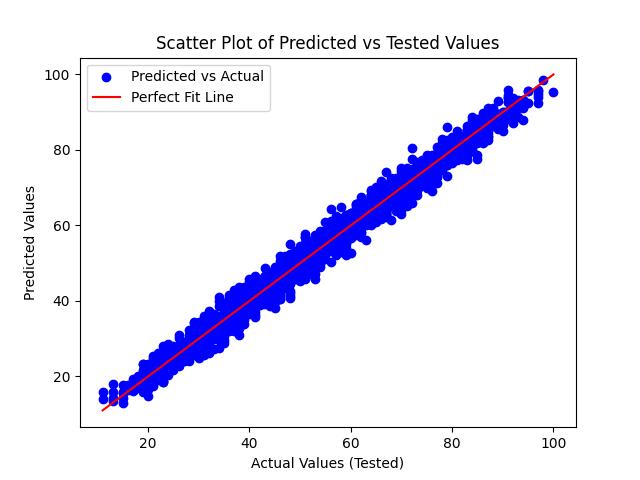 Scatter Plot of Predicted vs Tested Values
Predicted vs Actual
Perfect Fit Line
100
80
60
40
20
Predicted Values
20
40
60
80
100
Actual Values (Tested)